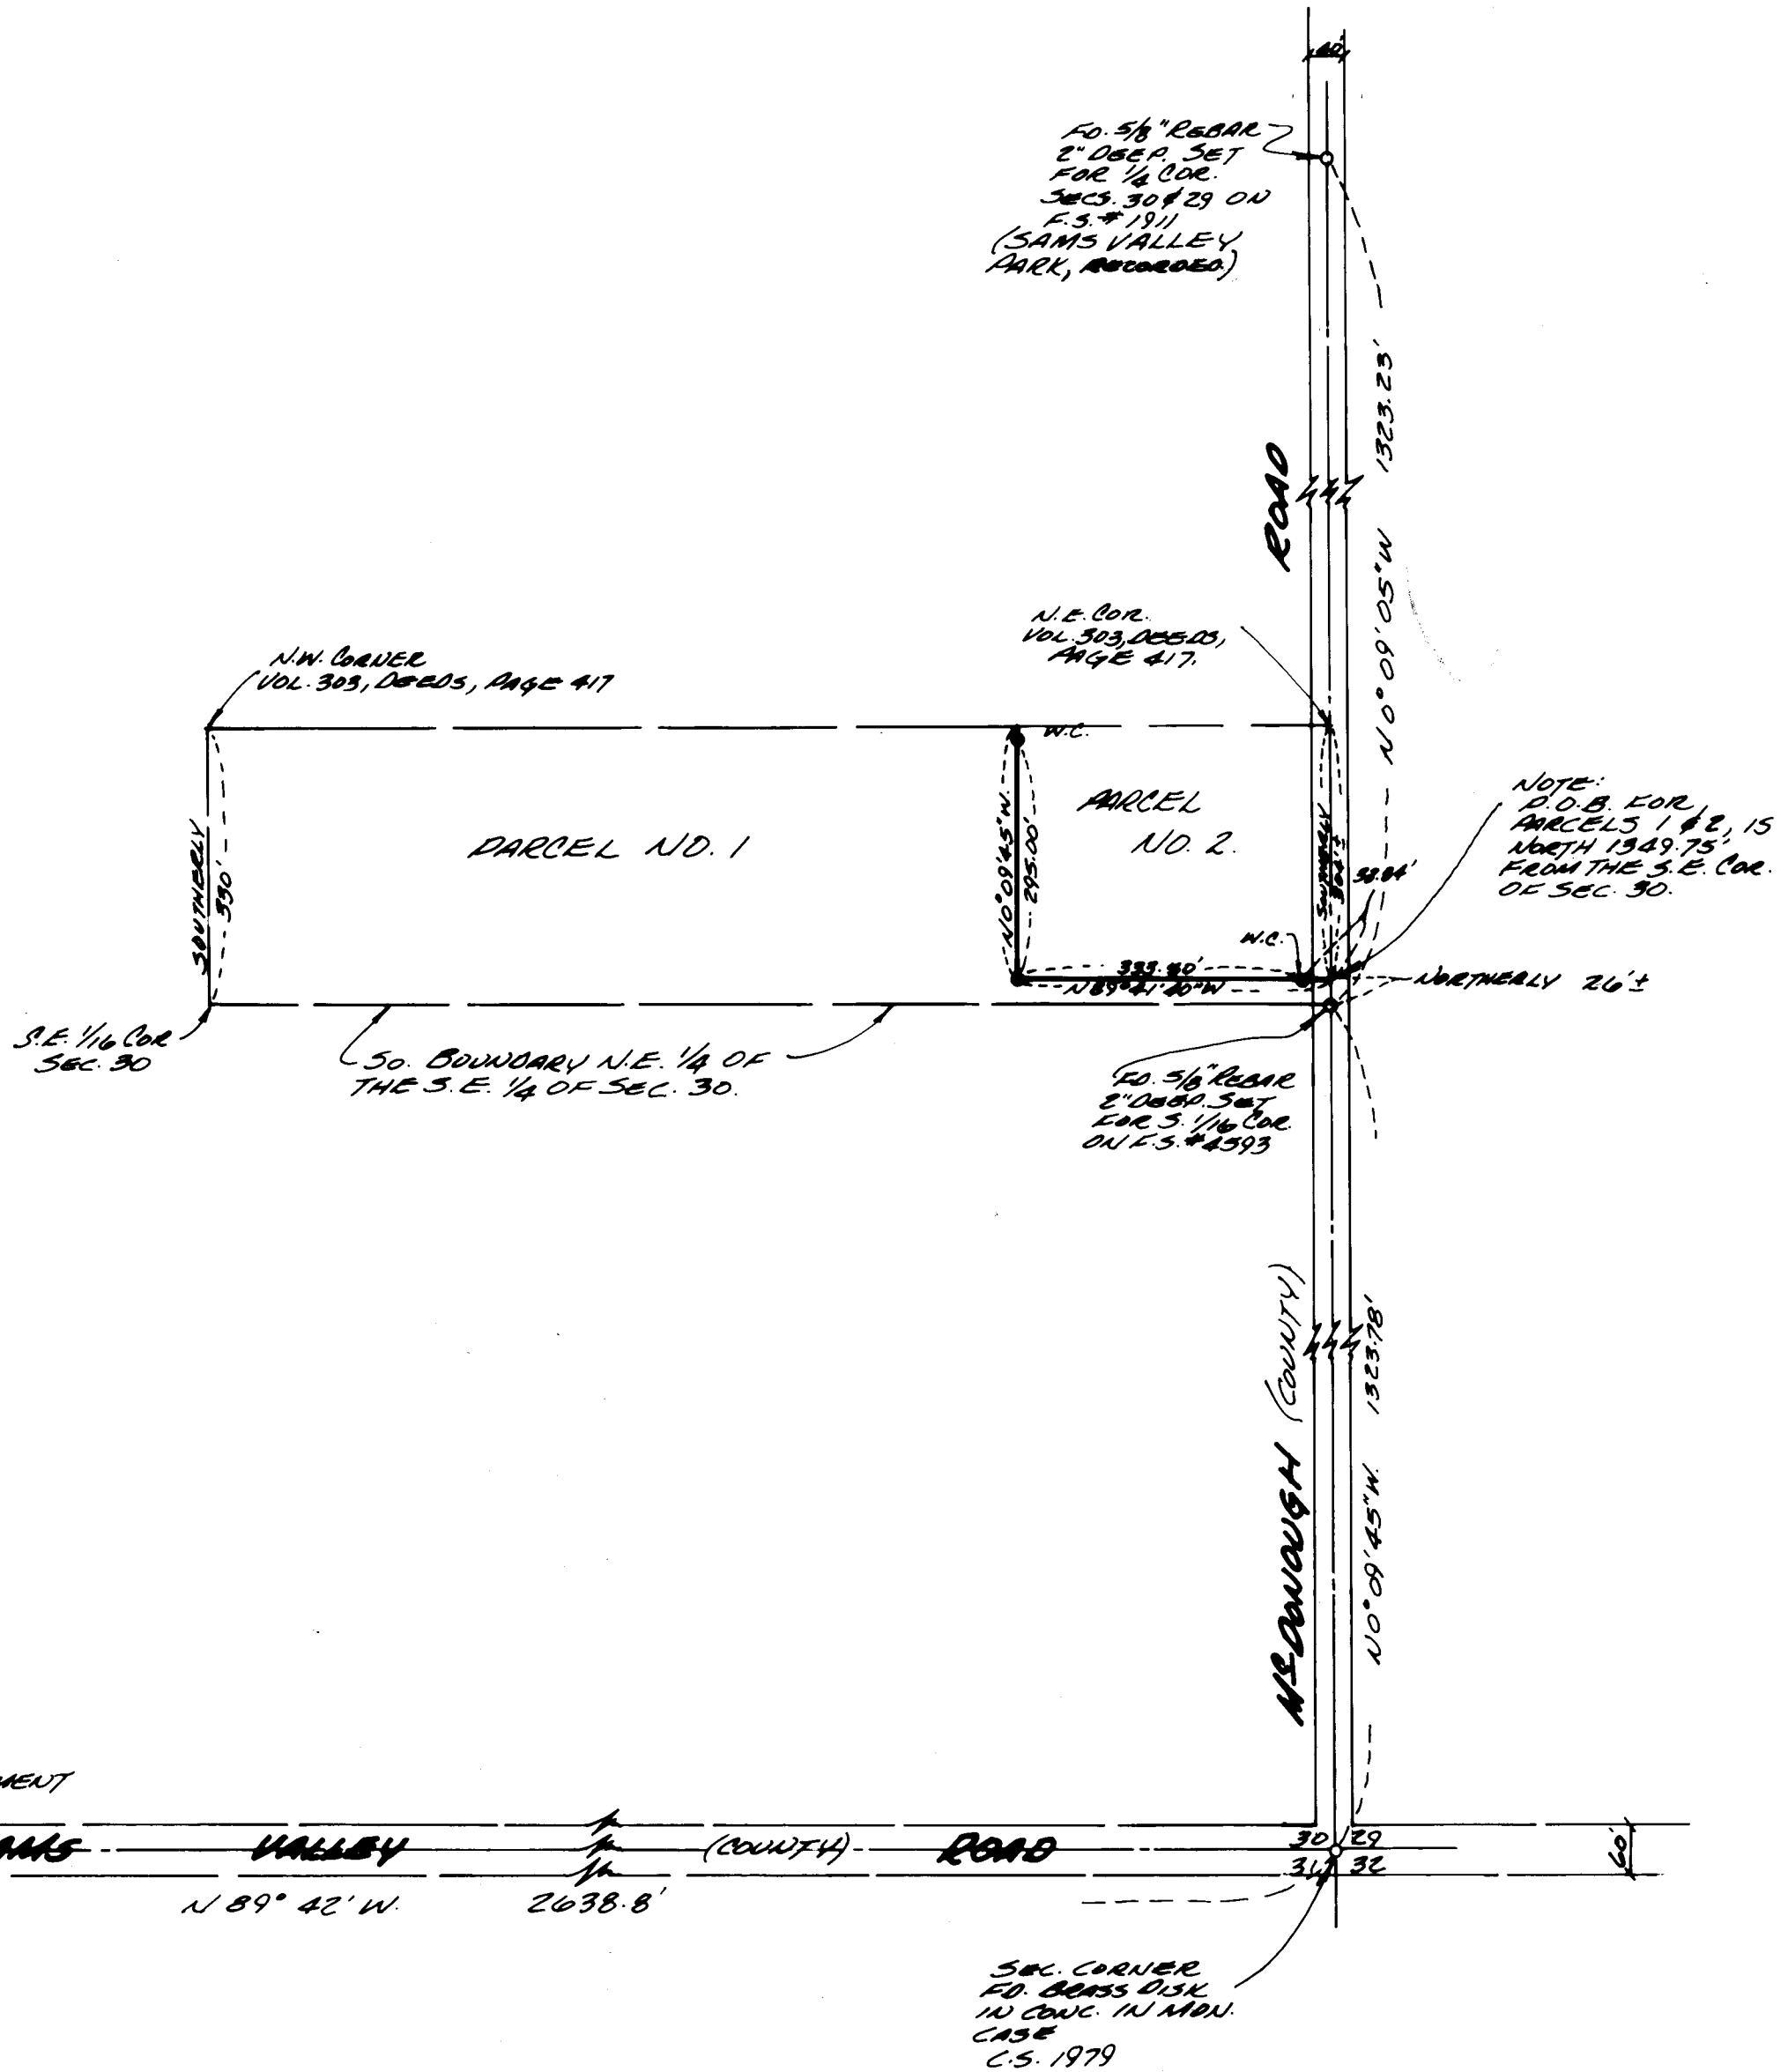 40'
FD. 5/8" REBAR
2" DEEP. SET
FOR 1/4 COR.
SECS. 30 & 29 ON
F.S. # 1911
(SAMS VALLEY
PARK, RECORDED)
N 0° 09' 05" W 1323.23'
ROAD
N.E. COR.
VOL. 303, DEEDS,
PAGE 417.
N.W. CORNER
VOL. 303, DEEDS, PAGE 417
W.C.
PARCEL NO. 1
PARCEL
NO. 2.
SOUTHERLY
330'
N 0° 09' 45" W.
295.00'
SOUTHERLY
304' ±
NOTE:
P.O.B. FOR
PARCELS 1 & 2, IS
NORTH 1349.75'
FROM THE S.E. COR.
OF SEC. 30.
W.C.
N 89° 41' 40" W
NORTHERLY 26' ±
S.E. 1/16 COR
SEC. 30
SO. BOUNDARY N.E. 1/4 OF
THE S.E. 1/4 OF SEC. 30.
FD. 5/8" REBAR
2" DEEP. SET
FOR S. 1/16 COR.
ON F.S. # 4593
McDONOUGH (COUNTY)
N 0° 09' 45" W. 1323.78'
MENT
AMS VALLEY (COUNTY) ROAD
30 29
31 32
60'
N 89° 42' W. 2638.8'
SEC. CORNER
FD. BRASS DISK
IN CONC. IN MON.
CASE
C.S. 1979